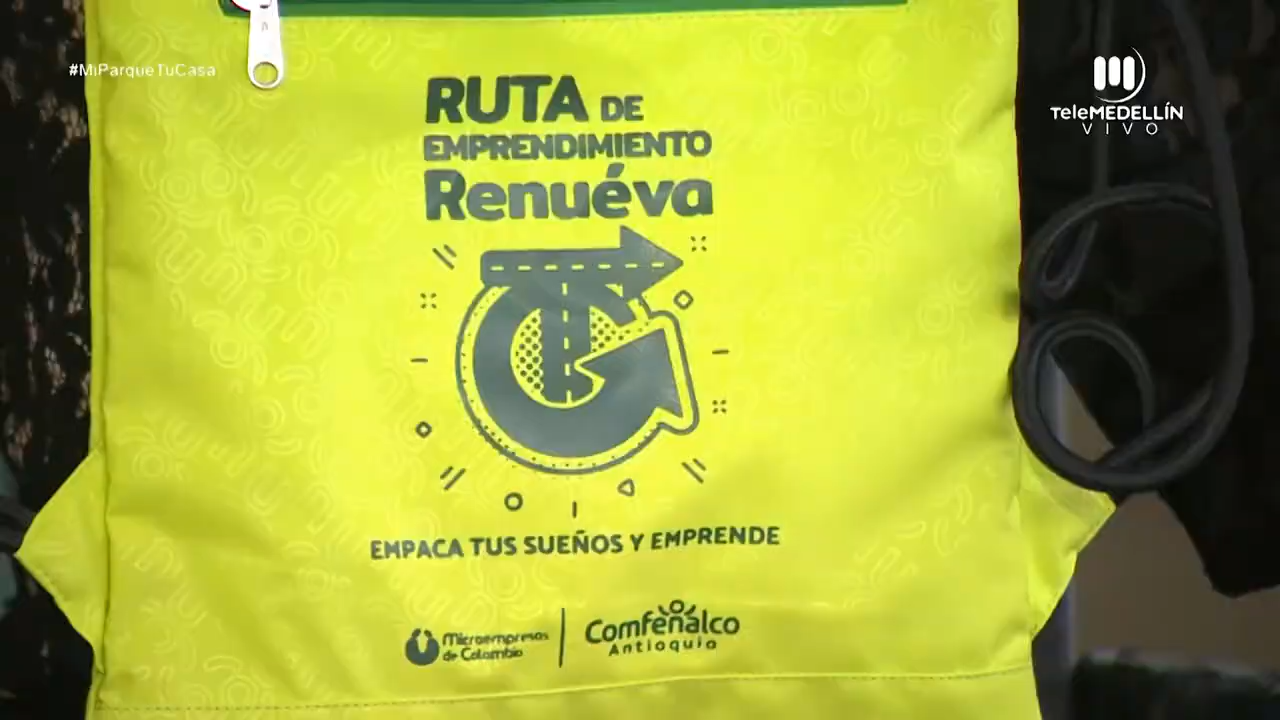 #MiParqueTuCasa
TeleMEDELLÍN
VIVO
RUTA DE
EMPRENDIMIENTO
Renuéva
EMPACA TUS SUEÑOS Y EMPRENDE
Microempresas
de Colombia
Comfenalco
Antioquia